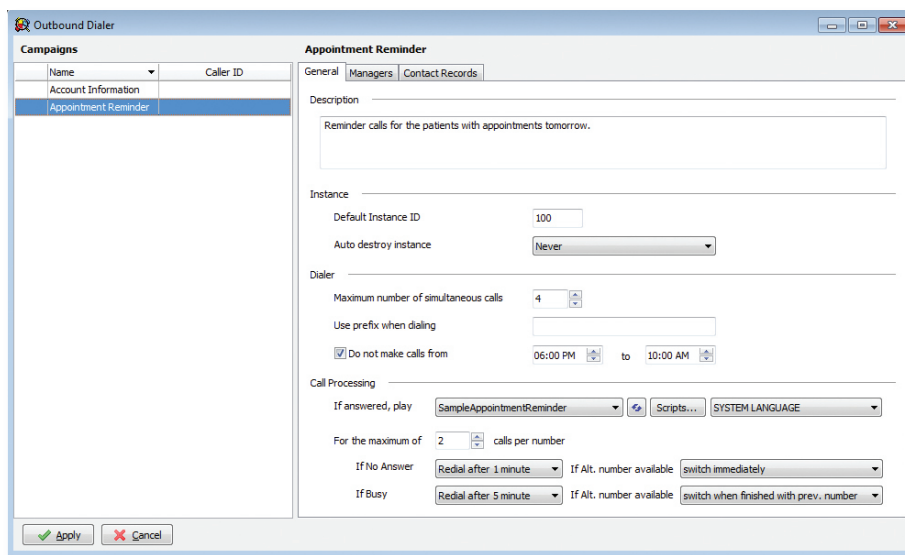 Outbound Dialer
Campaigns
Name Caller ID
Account Information
Appointment Reminder
Appointment Reminder
General Managers Contact Records
Description
Reminder calls for the patients with appointments tomorrow.
Instance
Default Instance ID 100
Auto destroy instance Never
Dialer
Maximum number of simultaneous calls 4
Use prefix when dialing
Do not make calls from 06:00 PM to 10:00 AM
Call Processing
If answered, play SampleAppointmentReminder Scripts... SYSTEM LANGUAGE
For the maximum of 2 calls per number
If No Answer Redial after 1 minute If Alt. number available switch immediately
If Busy Redial after 5 minute If Alt. number available switch when finished with prev. number
Apply Cancel